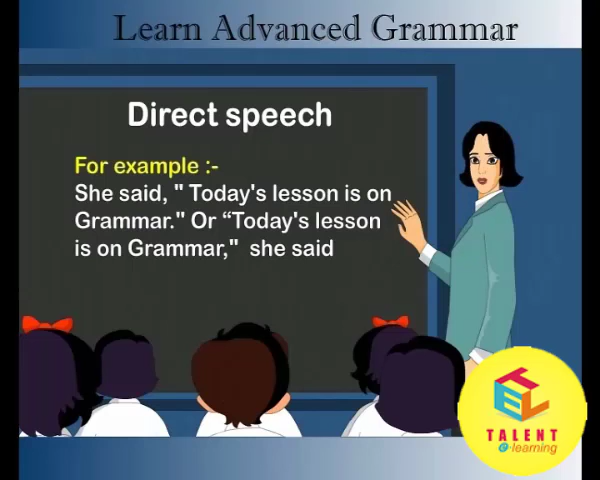 Learn Advanced Grammar
Direct speech
For example :-
She said, " Today's lesson is on
Grammar." Or “Today's lesson
is on Grammar,"  she said
TEL
TALENT
e-learning